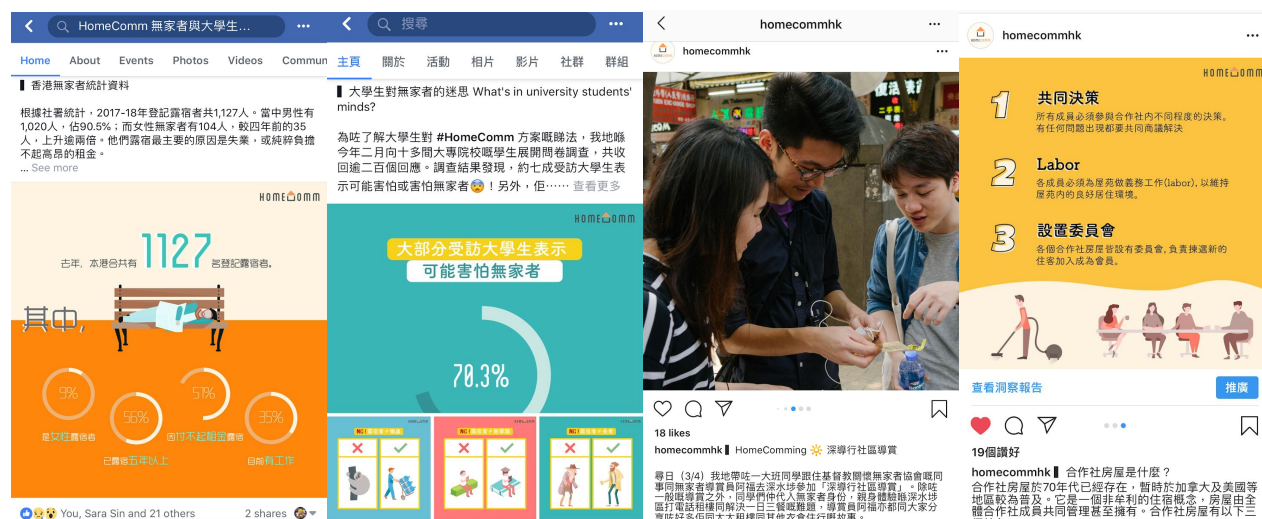 HomeComm 無家者與大學生...
Home About Events Photos Videos Commun
▌香港無家者統計資料
根據社署統計，2017-18年登記露宿者共1,127人。當中男性有
1,020人，佔90.5%；而女性無家者有104人，較四年前的35
人，上升逾兩倍。他們露宿最主要的原因是失業，或純粹負擔
不起高昂的租金。
... See more
HOMECOMM
去年，本港合共有 1127 名登記露宿者。
其中,
9%
是女性露宿者
56%
已露宿五年以上
51%
因付不起租金露宿
35%
目前有工作
You, Sara Sin and 21 others 2 shares
搜尋
主頁 關於 活動 相片 影片 社群 群組
▌大學生對無家者的迷思 What's in university students'
minds?
為咗了解大學生對 #HomeComm 方案嘅睇法，我地喺
今年二月向十多間大專院校嘅學生展開問卷調查，共收
回逾二百個回應。調查結果發現，約七成受訪大學生表
示可能害怕或害怕無家者😨！另外，佢⋯⋯ 查看更多
HOMECOMM
大部分受訪大學生表示
可能害怕無家者
70.3%
homecommhk
homecommhk
18 likes
homecommhk▌HomeComming 🔆 深導行社區導賞
尋日（3/4）我地帶咗一大班同學跟住基督教關懷無家者協會嘅同
事同無家者導賞員阿福去深水埗參加「深導行社區導賞」。除咗
一般嘅導賞之外，同學們仲代入無家者身份，親身體驗喺深水埗
區打電話租樓同解決一日三餐嘅難題，導賞員阿福亦都同大家分
享咗好多佢同太太租樓同其他衣食住行嘅故事。
homecommhk
HOMECOMM
1 共同決策
所有成員必須參與合作社內不同程度的決策。
有任何問題出現都要共同商議解決
2 Labor
各成員必須為屋苑做義務工作(labor), 以維持
屋苑內的良好居住環境。
3 設置委員會
各個合作社房屋皆設有委員會, 負責揀選新的
住客加入成為會員。
查看洞察報告 推廣
19個讚好
homecommhk▌合作社房屋是什麼？
合作社房屋於70年代已經存在，暫時於加拿大及美國等
地區較為普及。它是一個非牟利的住宿概念，房屋由全
體合作社成員共同管理甚至擁有。合作社房屋有以下三